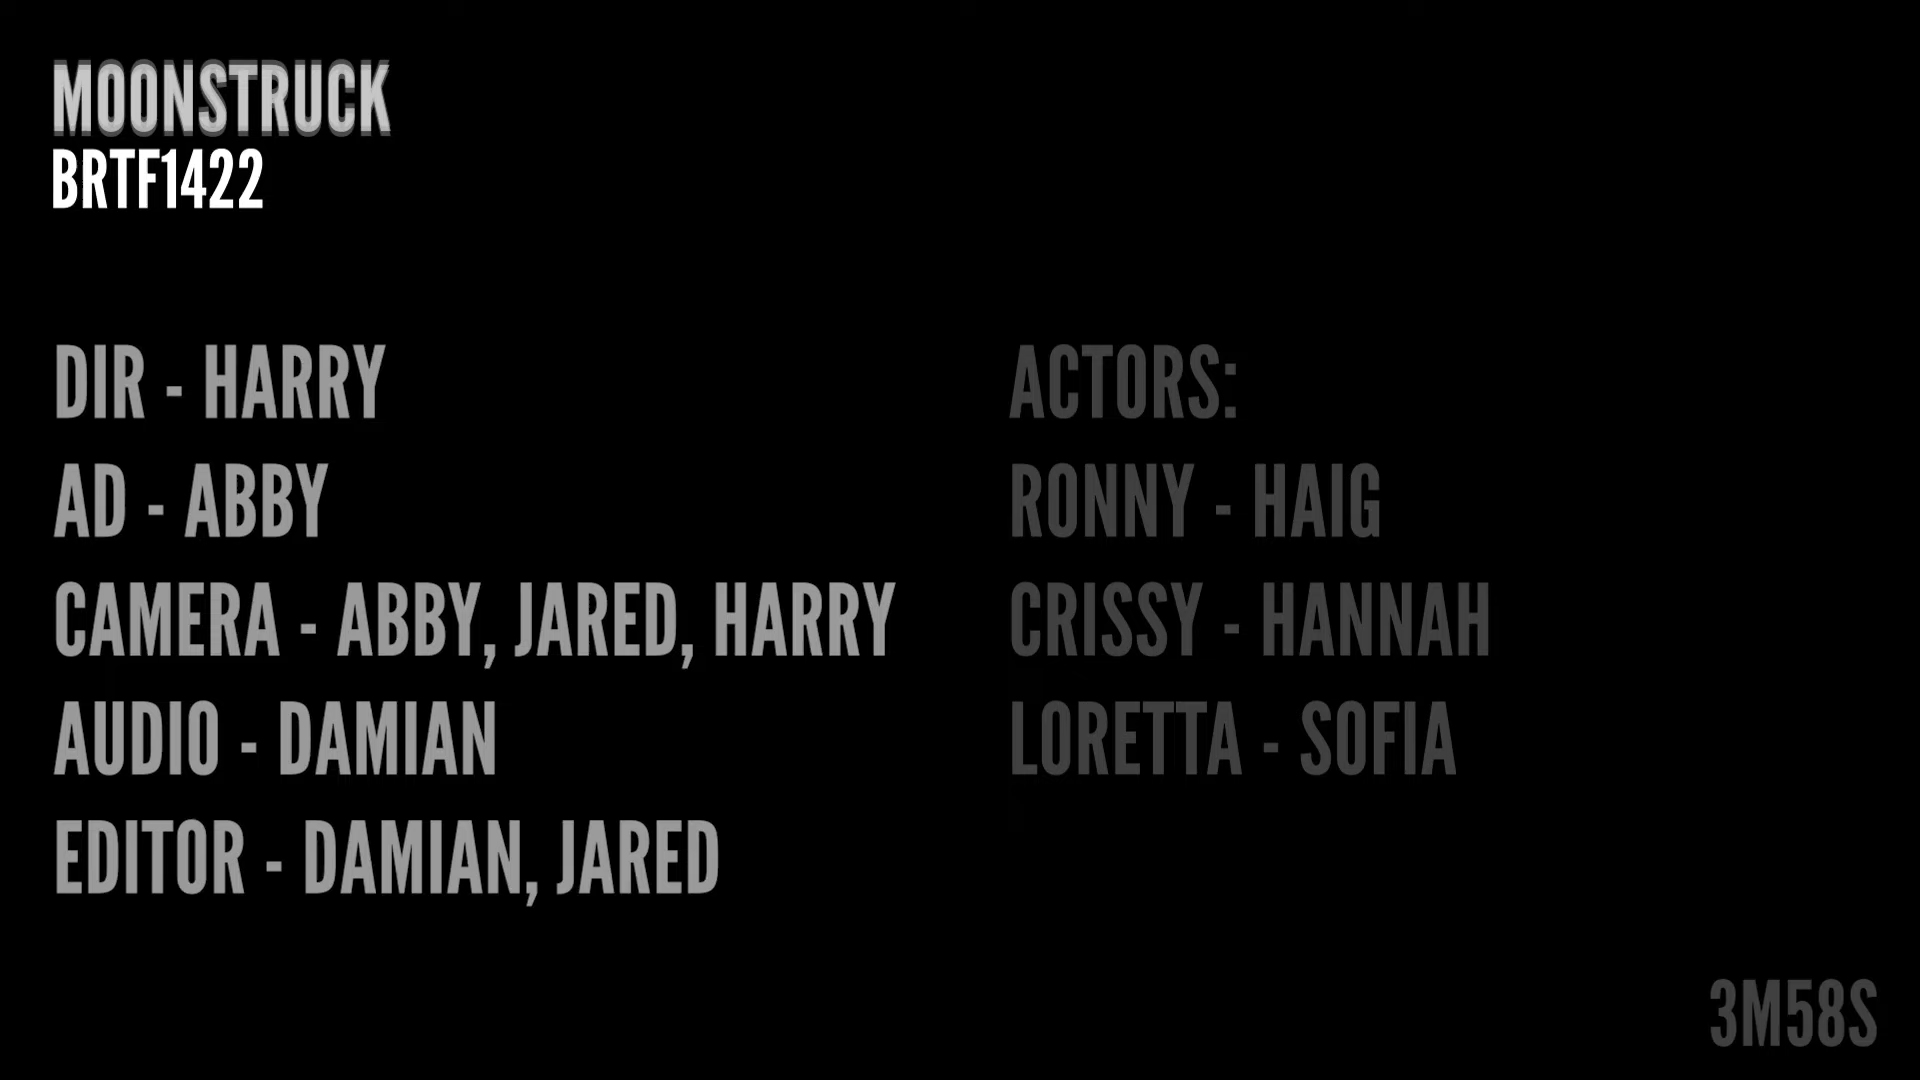 MOONSTRUCK
BRTF1422
DIR - HARRY
AD - ABBY
CAMERA - ABBY, JARED, HARRY
AUDIO - DAMIAN
EDITOR - DAMIAN, JARED
ACTORS:
RONNY - HAIG
CRISSY - HANNAH
LORETTA - SOFIA
3M58S